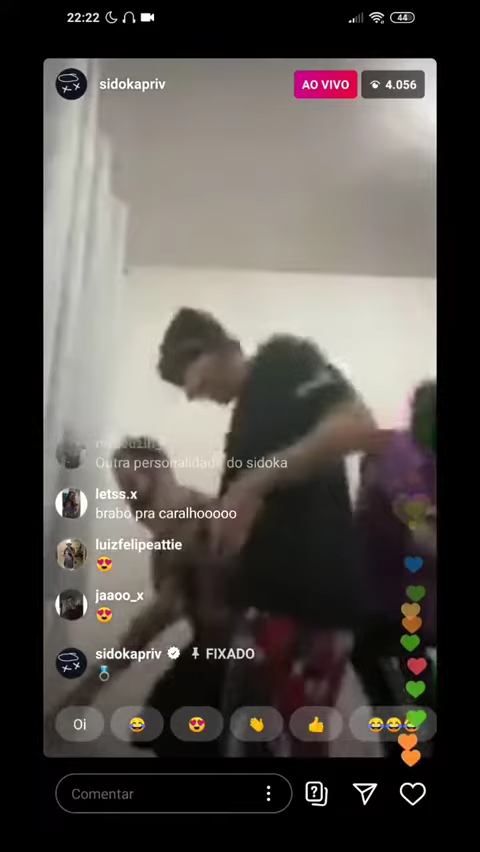 22:22
44
sidokapriv
AO VIVO
4.056
Outra personalidade do sidoka
letss.x
brabo pra caralhooooo
luizfelipeattie
😍
jaaoo_x
😍
sidokapriv FIXADO
💍
Oi 😂 😍 👏 👍 😂😂😂
Comentar